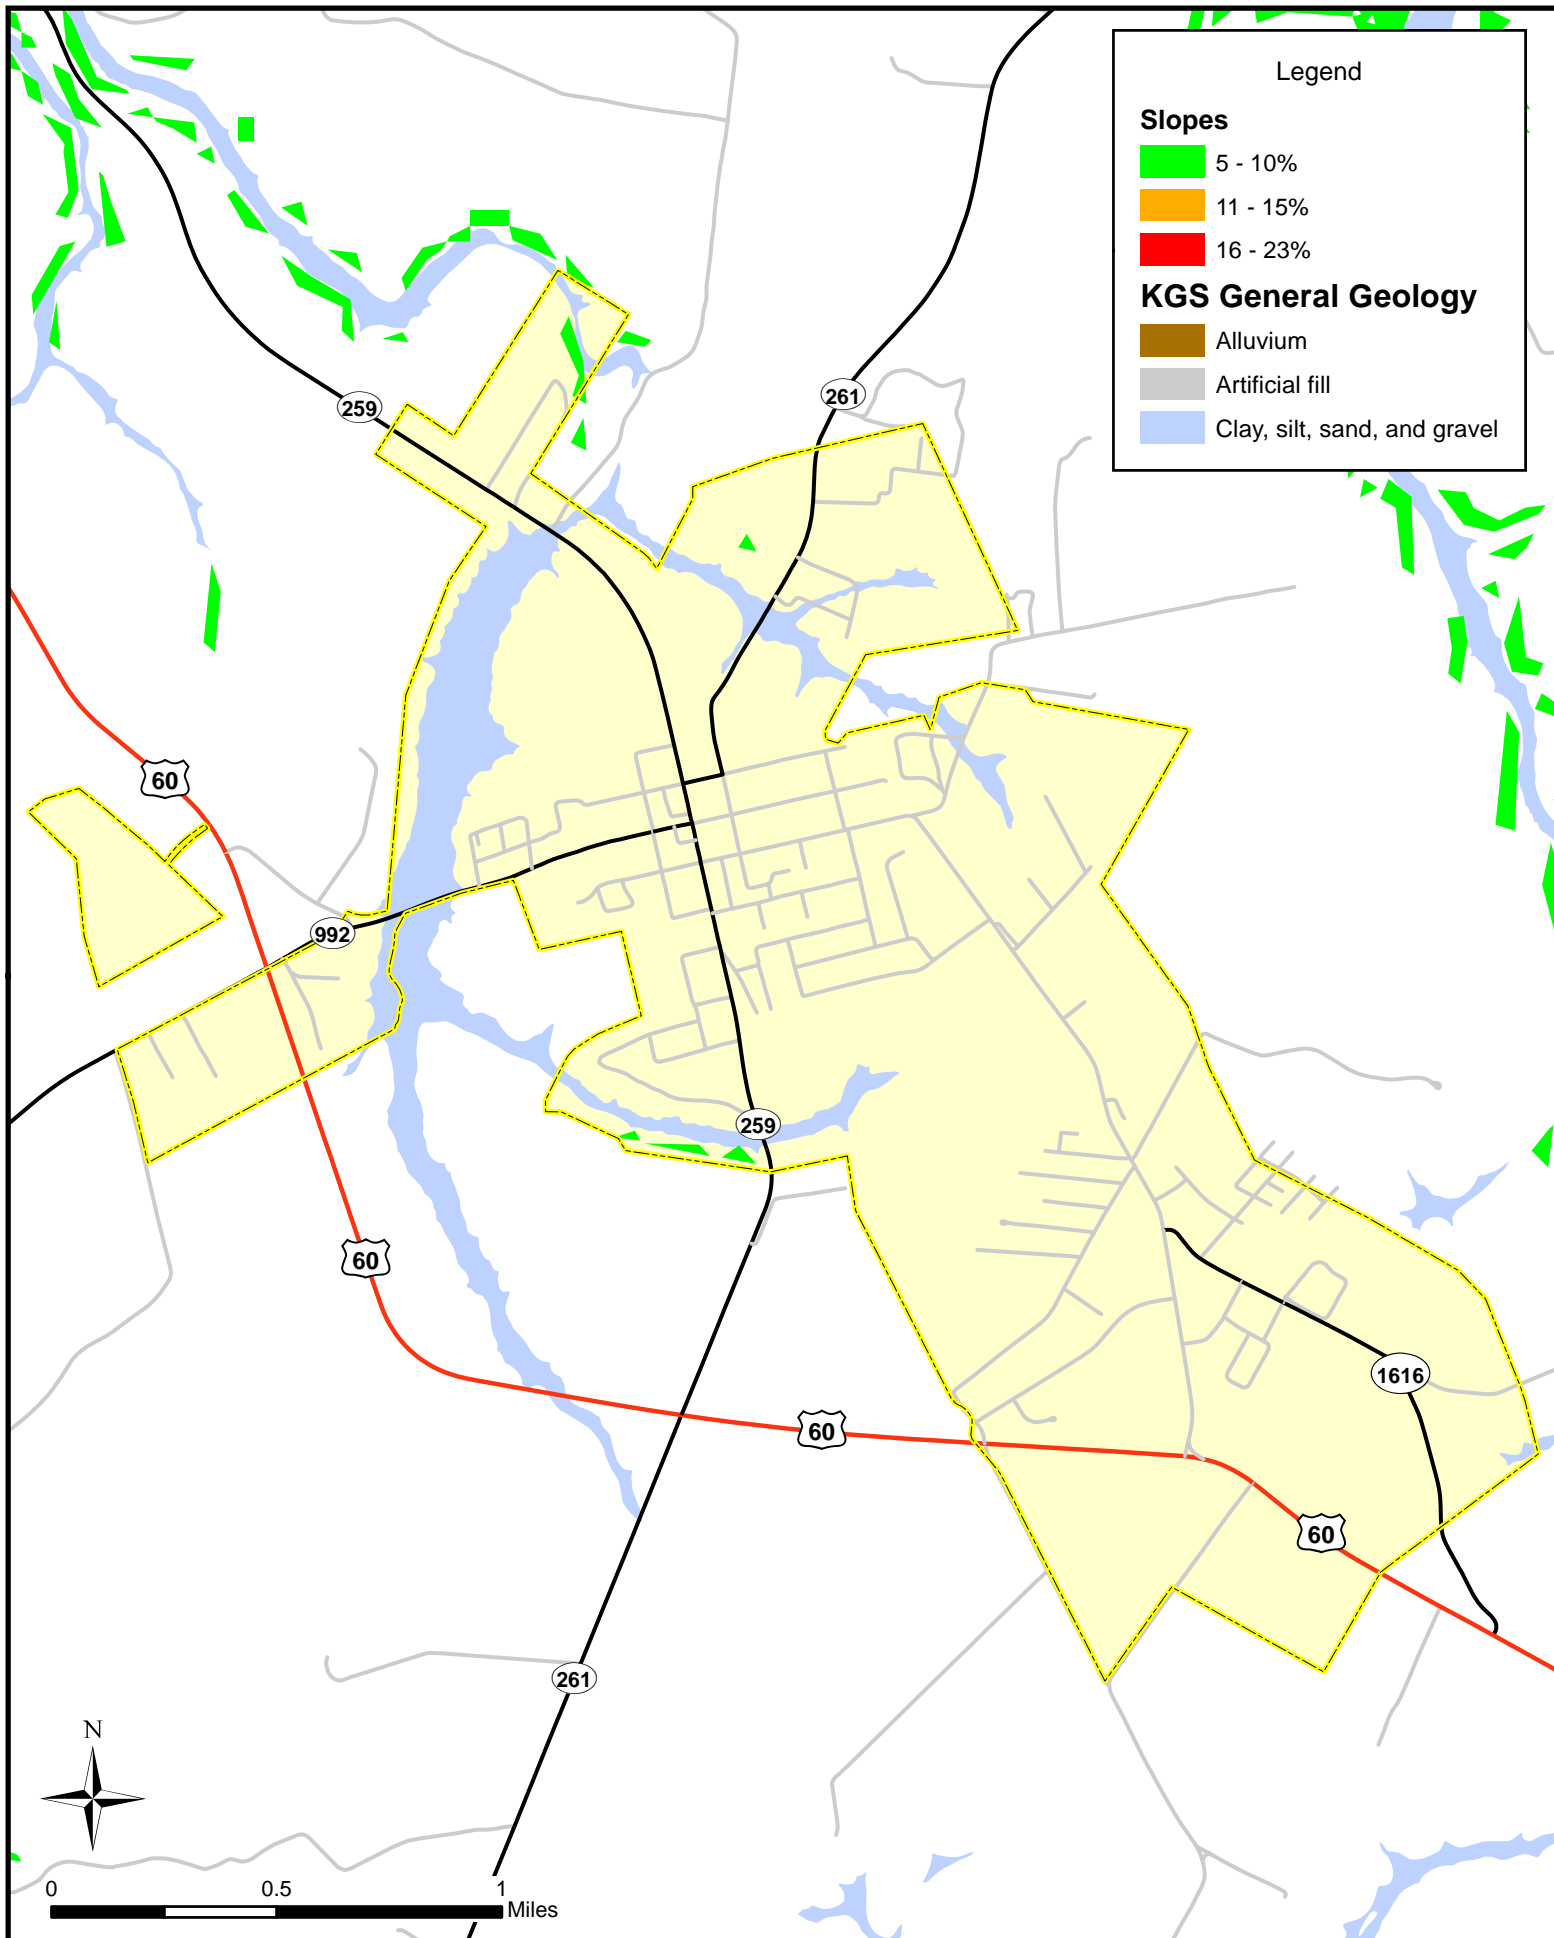 Legend
Slopes
5 - 10%
11 - 15%
16 - 23%
KGS General Geology
Alluvium
Artificial fill
Clay, silt, sand, and gravel
259
261
60
992
259
60
1616
60
60
261
N
0 0.5 1
Miles